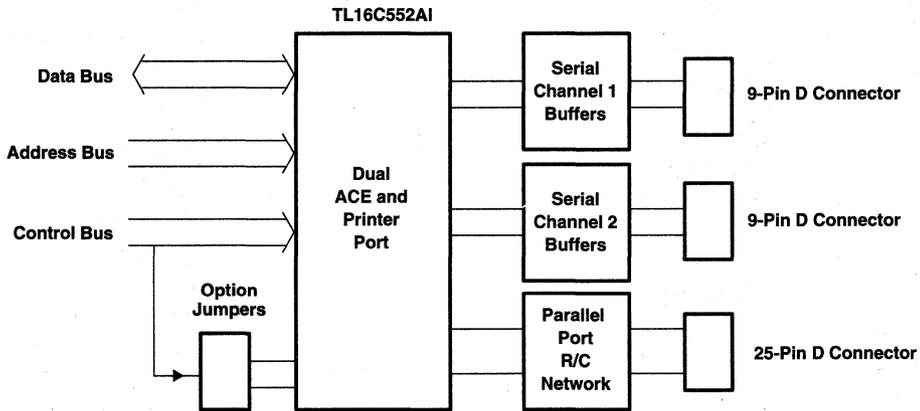 TL16C552AI
Data Bus
Address Bus
Control Bus
Option
Jumpers
Dual
ACE and
Printer
Port
Serial
Channel 1
Buffers
9-Pin D Connector
Serial
Channel 2
Buffers
9-Pin D Connector
Parallel
Port
R/C
Network
25-Pin D Connector